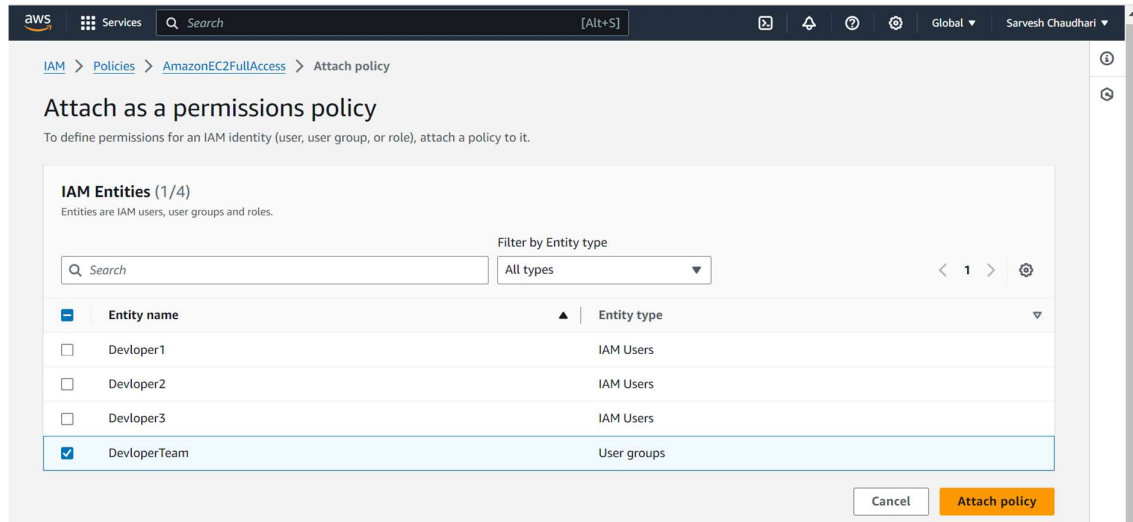 aws Services Search [Alt+S] Global Sarvesh Chaudhari
IAM > Policies > AmazonEC2FullAccess > Attach policy
Attach as a permissions policy
To define permissions for an IAM identity (user, user group, or role), attach a policy to it.
IAM Entities (1/4)
Entities are IAM users, user groups and roles.
Filter by Entity type
Search All types < 1 >
Entity name Entity type
Devloper1 IAM Users
Devloper2 IAM Users
Devloper3 IAM Users
DevloperTeam User groups
Cancel Attach policy